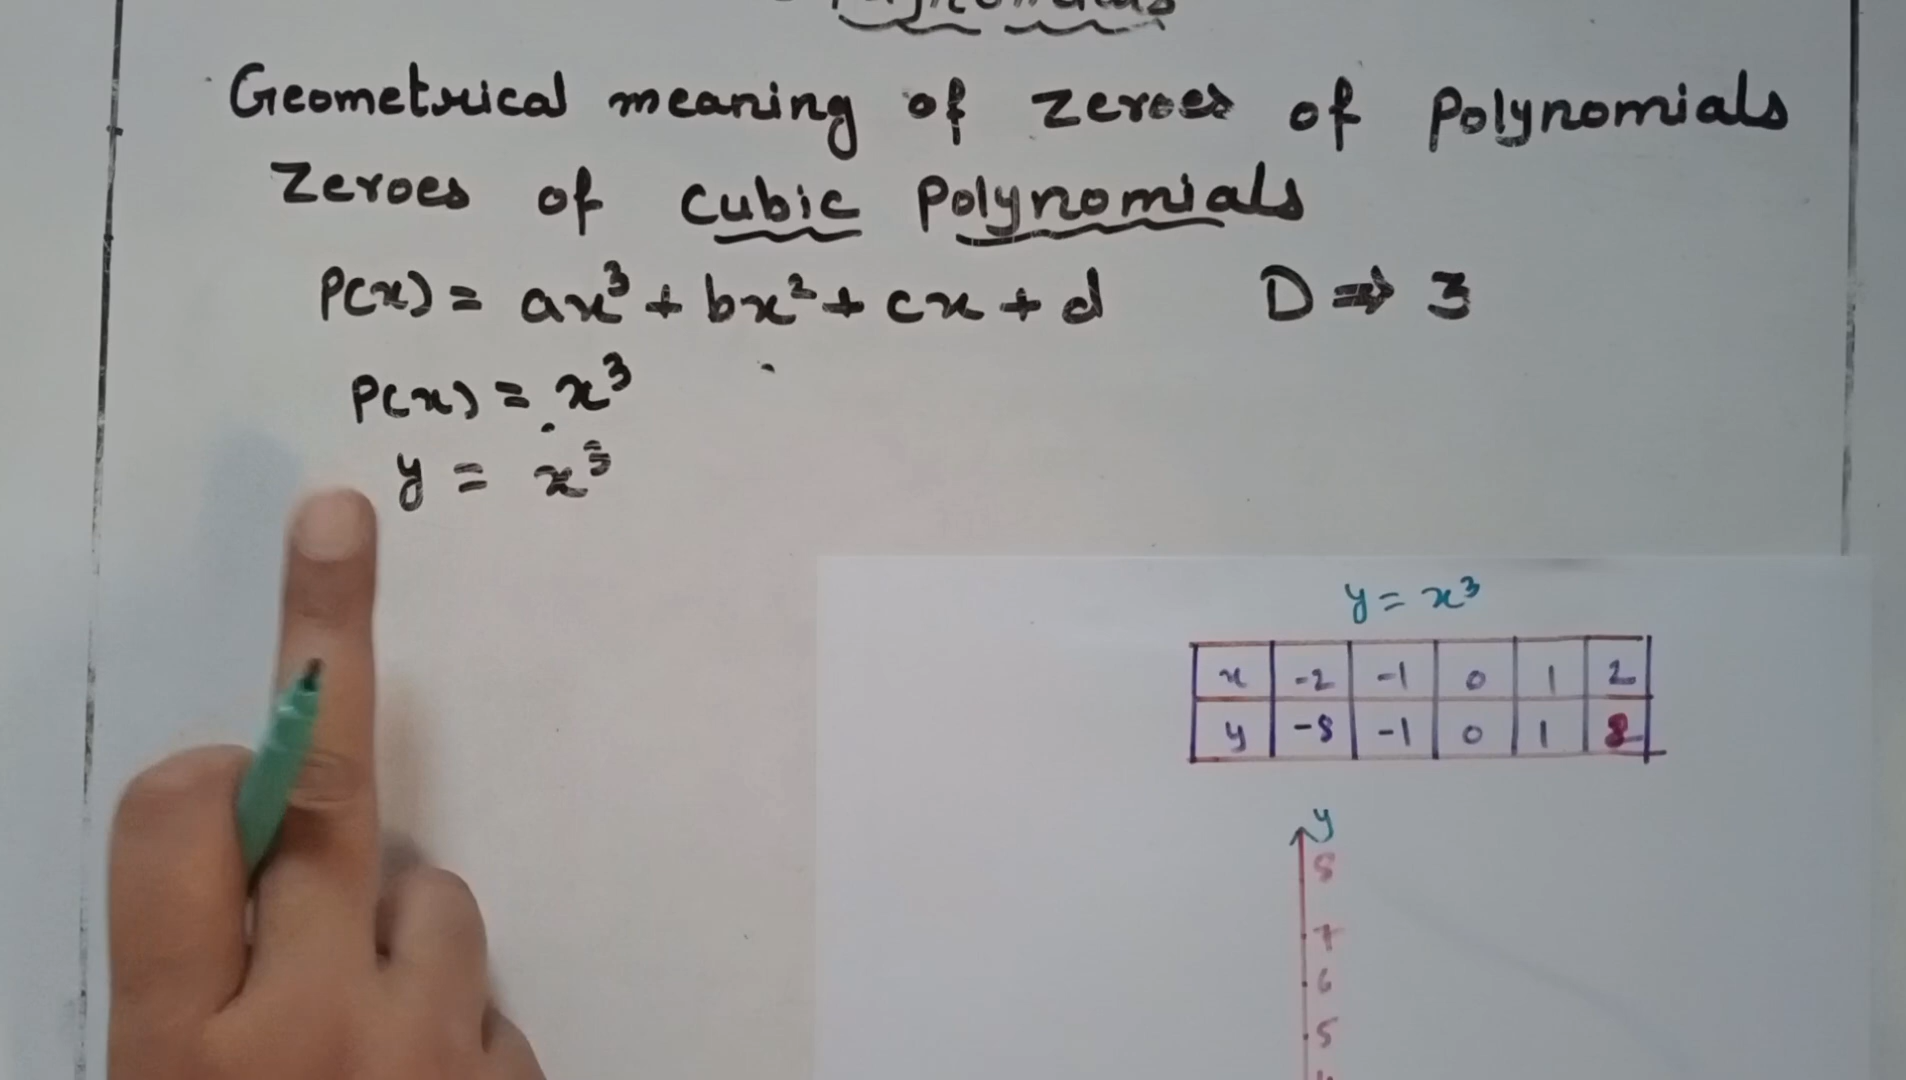 Geometrical meaning of zeroes of Polynomials
Zeroes of cubic Polynomials
P(x) = ax³ + bx² + cx + d D ⇒ 3
P(x) = x³
y = x³
y = x³
x -2 -1 0 1 2
y -8 -1 0 1 8
y
8
7
6
5